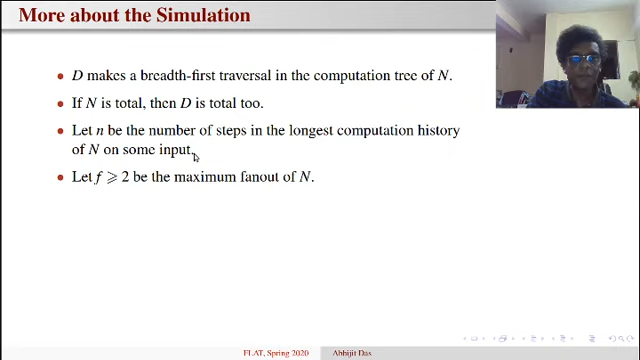 More about the Simulation
• D makes a breadth-first traversal in the computation tree of N.
• If N is total, then D is total too.
• Let n be the number of steps in the longest computation history
of N on some input.
• Let f ⩾ 2 be the maximum fanout of N.
FLAT, Spring 2020 Abhijit Das